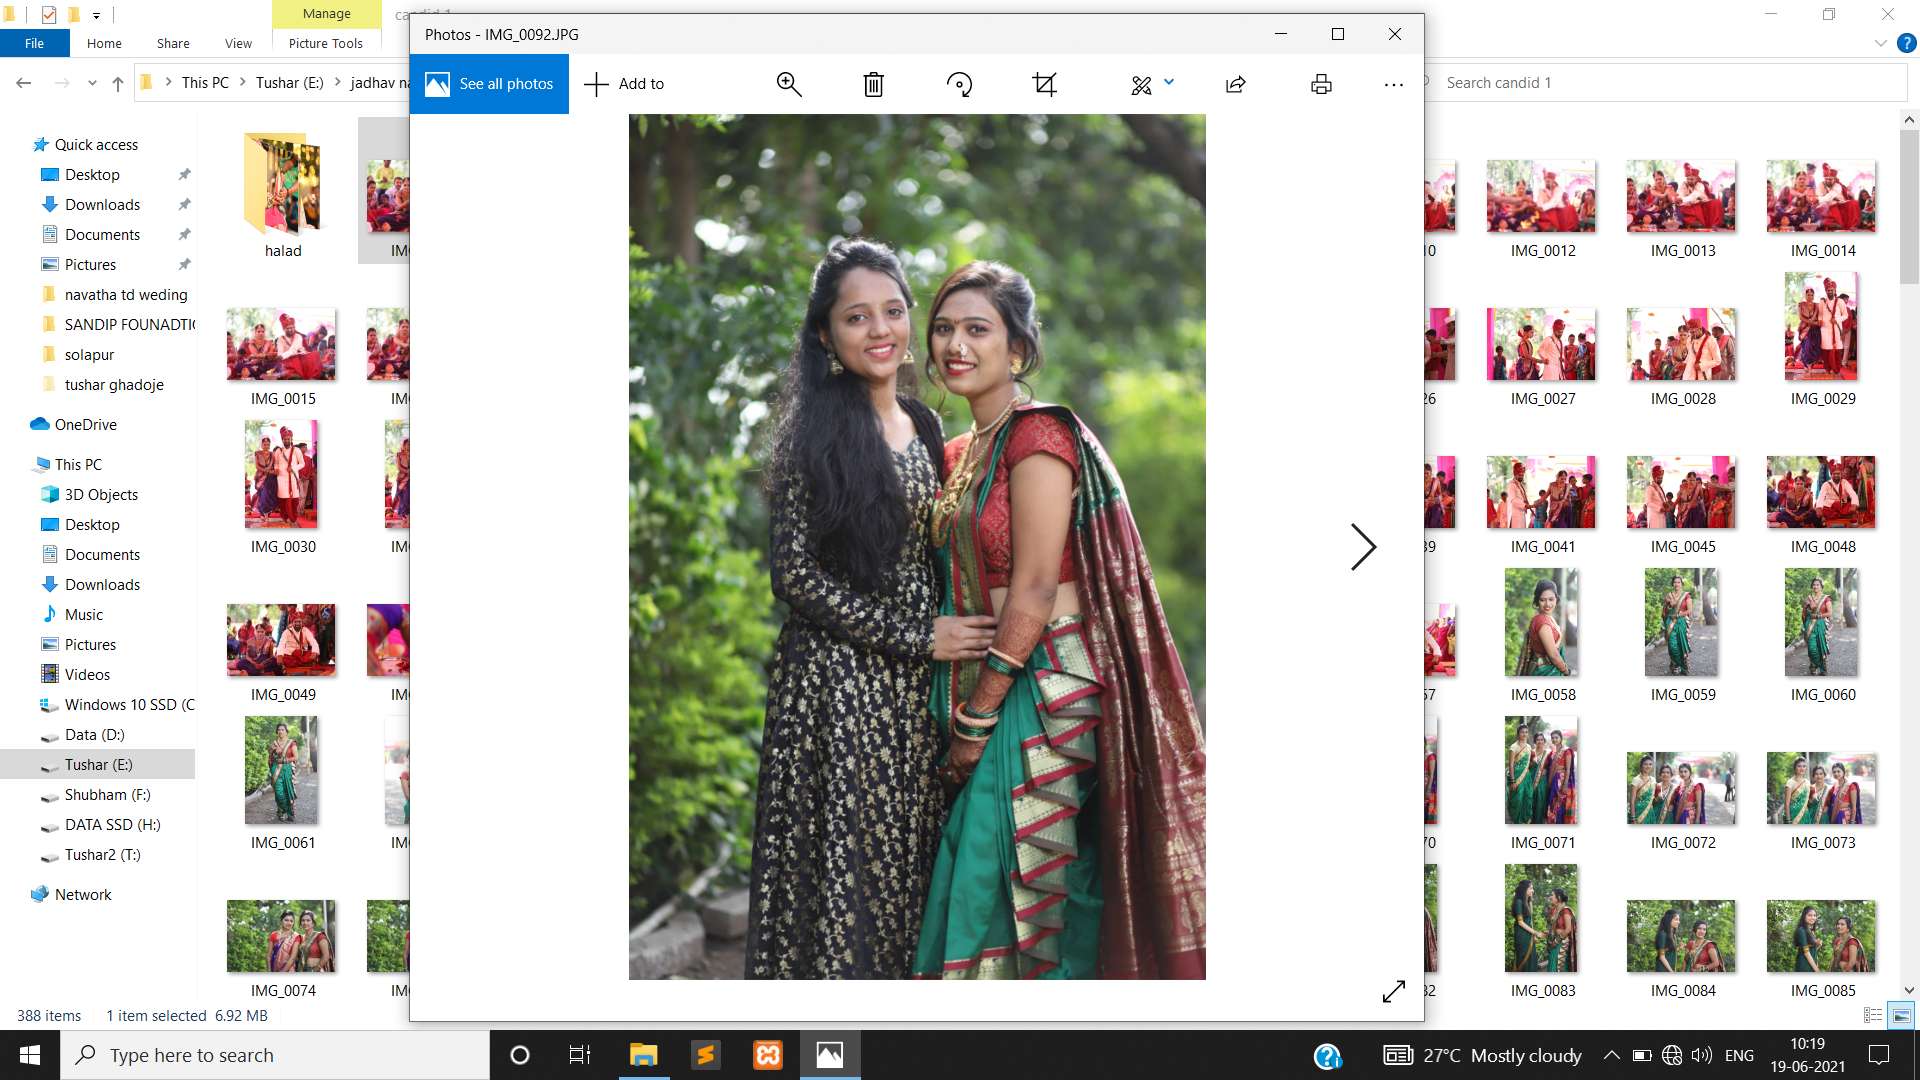 Manage
candid 1
File
Home
Share
View
Picture Tools
This PC
Tushar (E:)
jadhav na
Search candid 1
Photos - IMG_0092.JPG
See all photos
Add to
Quick access
Desktop
Downloads
Documents
Pictures
navatha td weding
SANDIP FOUNADTI
solapur
tushar ghadoje
OneDrive
This PC
3D Objects
Desktop
Documents
Downloads
Music
Pictures
Videos
Windows 10 SSD (C
Data (D:)
Tushar (E:)
Shubham (F:)
DATA SSD (H:)
Tushar2 (T:)
Network
halad
IM
10
IMG_0012
IMG_0013
IMG_0014
IMG_0015
IM
26
IMG_0027
IMG_0028
IMG_0029
IMG_0030
IM
39
IMG_0041
IMG_0045
IMG_0048
IMG_0049
IM
57
IMG_0058
IMG_0059
IMG_0060
IMG_0061
IM
70
IMG_0071
IMG_0072
IMG_0073
IMG_0074
IM
82
IMG_0083
IMG_0084
IMG_0085
388 items
1 item selected 6.92 MB
Type here to search
27°C Mostly cloudy
ENG
10:19
19-06-2021